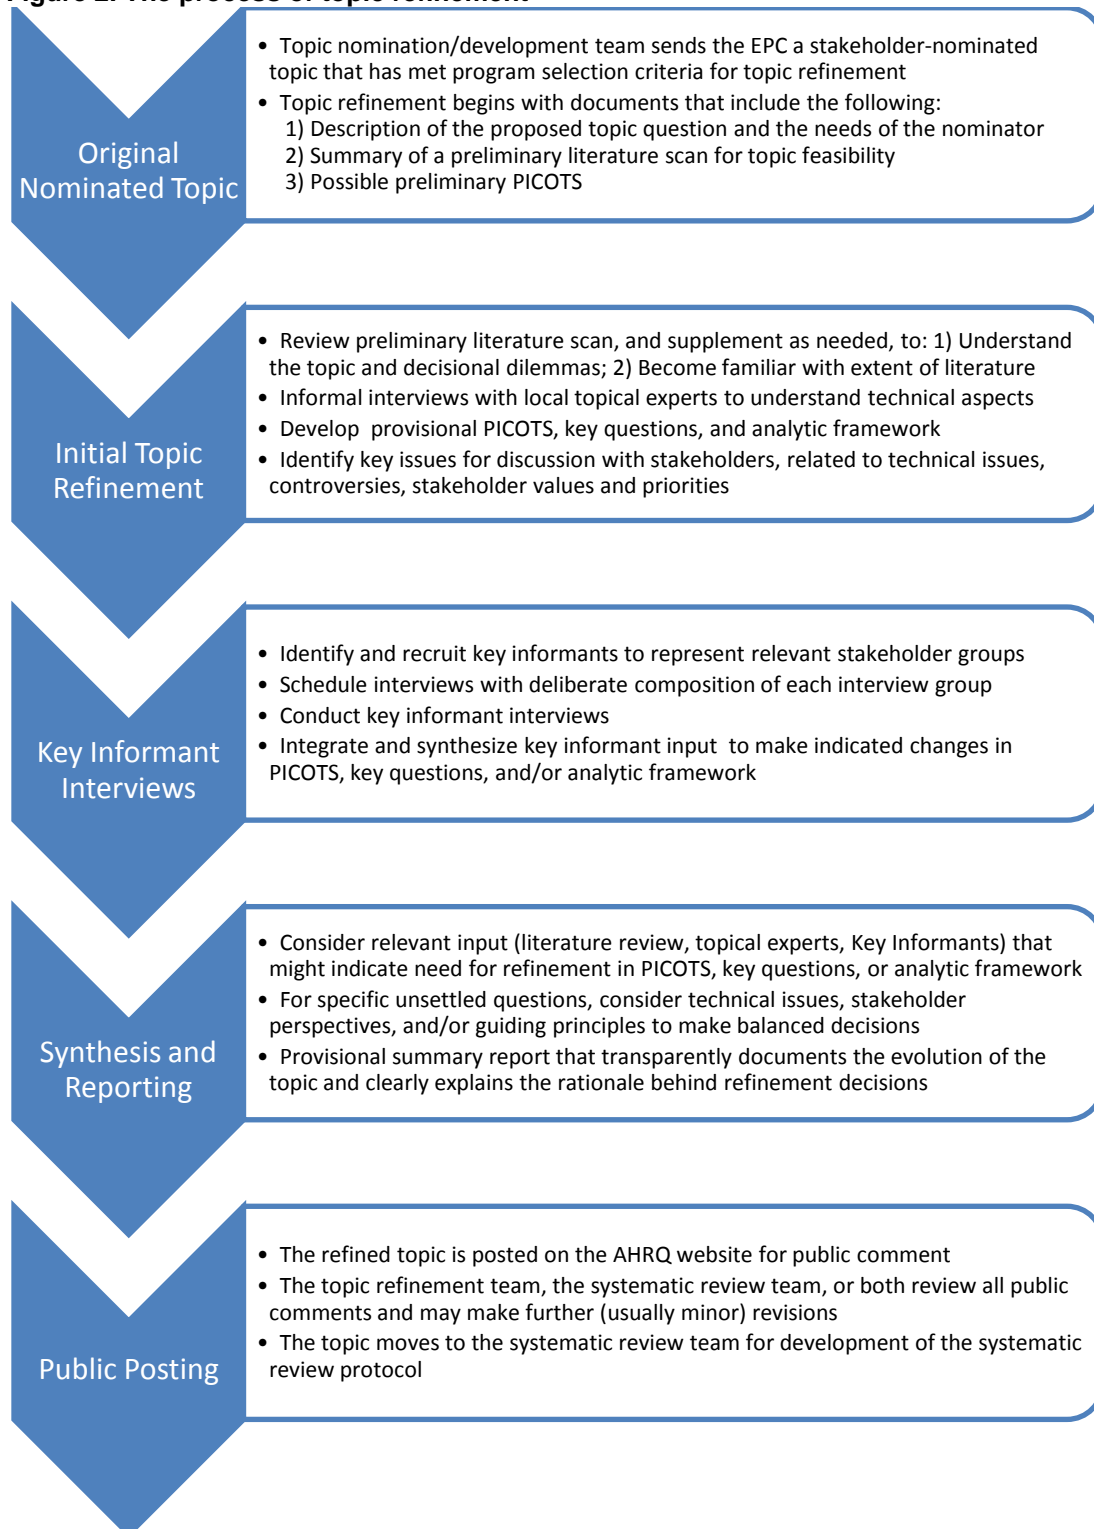 Figure 2. The process of topic refinement
Original
Nominated Topic
• Topic nomination/development team sends the EPC a stakeholder-nominated
topic that has met program selection criteria for topic refinement
• Topic refinement begins with documents that include the following:
1) Description of the proposed topic question and the needs of the nominator
2) Summary of a preliminary literature scan for topic feasibility
3) Possible preliminary PICOTS
Initial Topic
Refinement
• Review preliminary literature scan, and supplement as needed, to: 1) Understand
the topic and decisional dilemmas; 2) Become familiar with extent of literature
• Informal interviews with local topical experts to understand technical aspects
• Develop provisional PICOTS, key questions, and analytic framework
• Identify key issues for discussion with stakeholders, related to technical issues,
controversies, stakeholder values and priorities
Key Informant
Interviews
• Identify and recruit key informants to represent relevant stakeholder groups
• Schedule interviews with deliberate composition of each interview group
• Conduct key informant interviews
• Integrate and synthesize key informant input to make indicated changes in
PICOTS, key questions, and/or analytic framework
Synthesis and
Reporting
• Consider relevant input (literature review, topical experts, Key Informants) that
might indicate need for refinement in PICOTS, key questions, or analytic framework
• For specific unsettled questions, consider technical issues, stakeholder
perspectives, and/or guiding principles to make balanced decisions
• Provisional summary report that transparently documents the evolution of the
topic and clearly explains the rationale behind refinement decisions
Public Posting
• The refined topic is posted on the AHRQ website for public comment
• The topic refinement team, the systematic review team, or both review all public
comments and may make further (usually minor) revisions
• The topic moves to the systematic review team for development of the systematic
review protocol